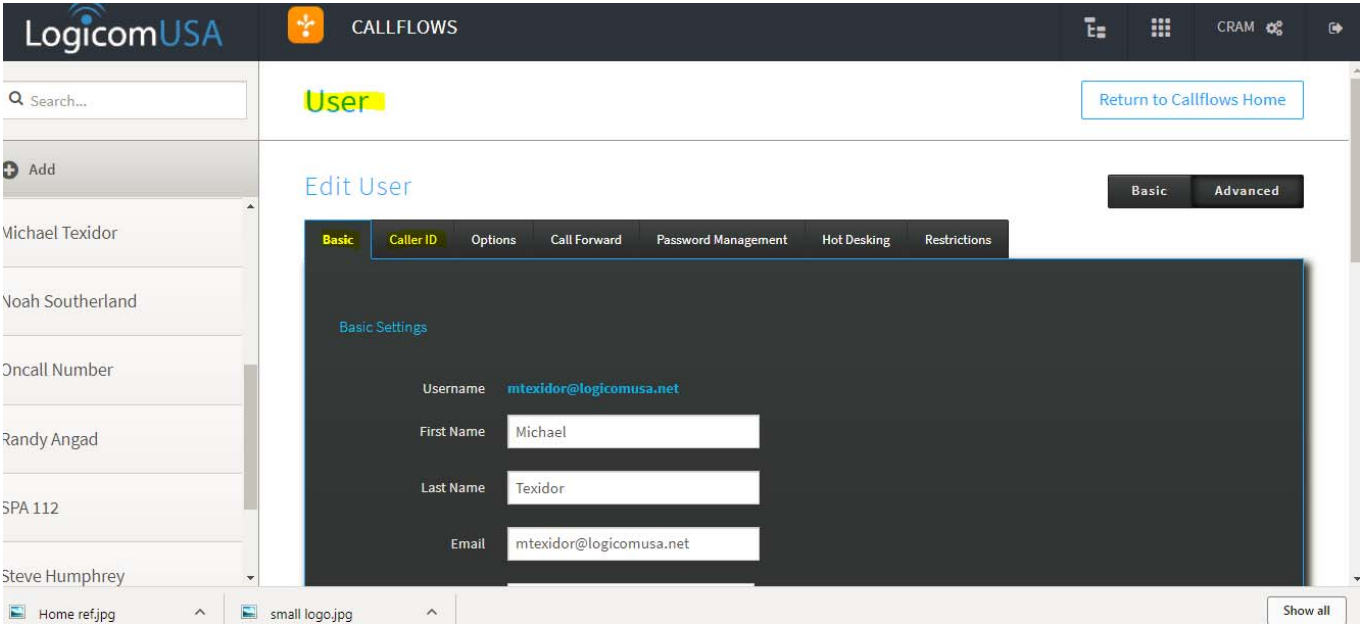 LogicomUSA
CALLFLOWS
CRAM
Search...
User
Return to Callflows Home
Add
Edit User
Basic Advanced
Michael Texidor
Basic Caller ID Options Call Forward Password Management Hot Desking Restrictions
Noah Southerland
Basic Settings
Oncall Number
Username mtexidor@logicomusa.net
First Name Michael
Randy Angad
Last Name Texidor
SPA 112
Email mtexidor@logicomusa.net
Steve Humphrey
Home ref.jpg small logo.jpg Show all